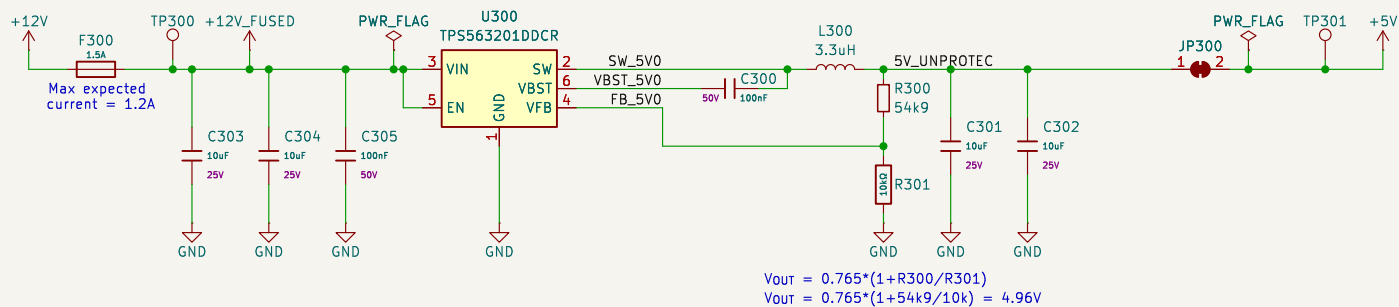 +12V
F300
1.5A
Max expected
current = 1.2A
TP300
+12V_FUSED
PWR_FLAG
U300
TPS563201DDCR
3
VIN
5
EN
GND
1
SW
2
VBST
6
VFB
4
SW_5V0
VBST_5V0
FB_5V0
C300
50V
100nF
L300
3.3uH
5V_UNPROTEC
R300
54k9
R301
10kΩ
C303
10uF
25V
C304
10uF
25V
C305
100nF
50V
C301
10uF
25V
C302
10uF
25V
JP300
1
2
PWR_FLAG
TP301
+5V
GND
GND
GND
GND
GND
GND
GND
VOUT = 0.765*(1+R300/R301)
VOUT = 0.765*(1+54k9/10k) = 4.96V